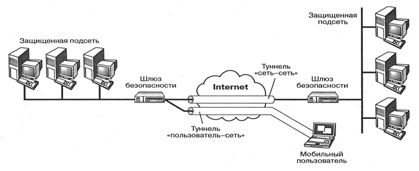 Защищенная подсеть
Шлюз
безопасности
Internet
Туннель
«сеть–сеть»
Шлюз
безопасности
Защищенная
подсеть
Туннель
«пользователь–сеть»
Мобильный
пользователь